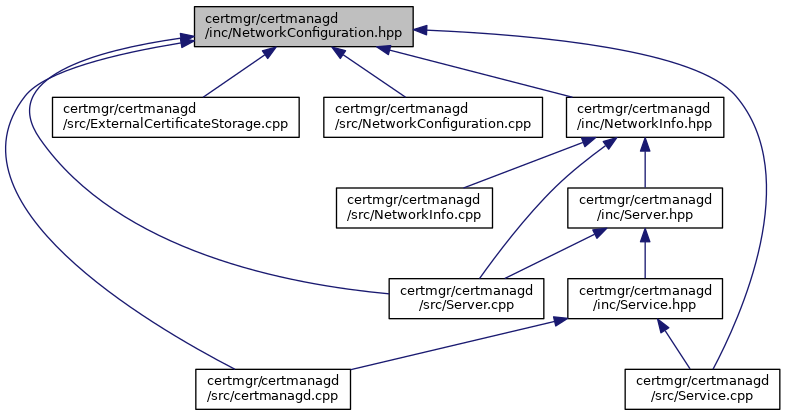 certmgr/certmanagd
/inc/NetworkConfiguration.hpp
certmgr/certmanagd
/src/ExternalCertificateStorage.cpp
certmgr/certmanagd
/src/NetworkConfiguration.cpp
certmgr/certmanagd
/inc/NetworkInfo.hpp
certmgr/certmanagd
/src/NetworkInfo.cpp
certmgr/certmanagd
/inc/Server.hpp
certmgr/certmanagd
/src/Server.cpp
certmgr/certmanagd
/inc/Service.hpp
certmgr/certmanagd
/src/certmanagd.cpp
certmgr/certmanagd
/src/Service.cpp